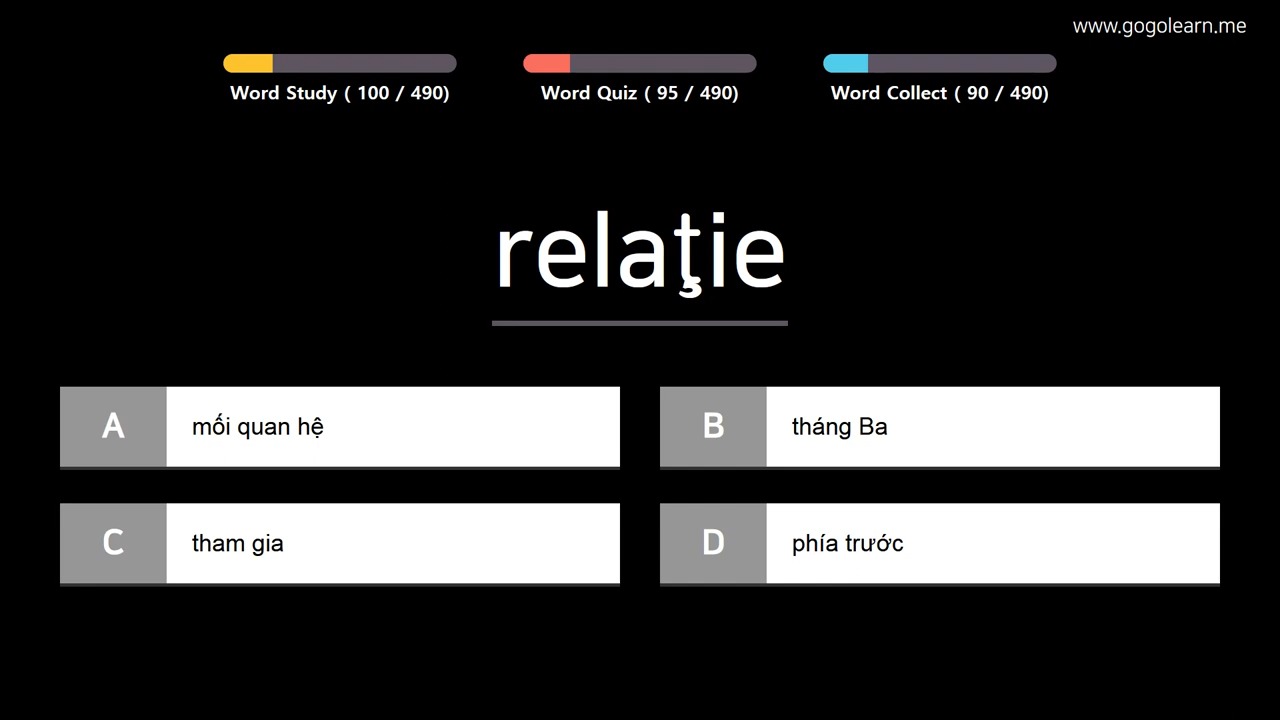 www.gogolearn.me
Word Study ( 100 / 490)
Word Quiz ( 95 / 490)
Word Collect ( 90 / 490)
relaţie
A mối quan hệ
B tháng Ba
C tham gia
D phía trước